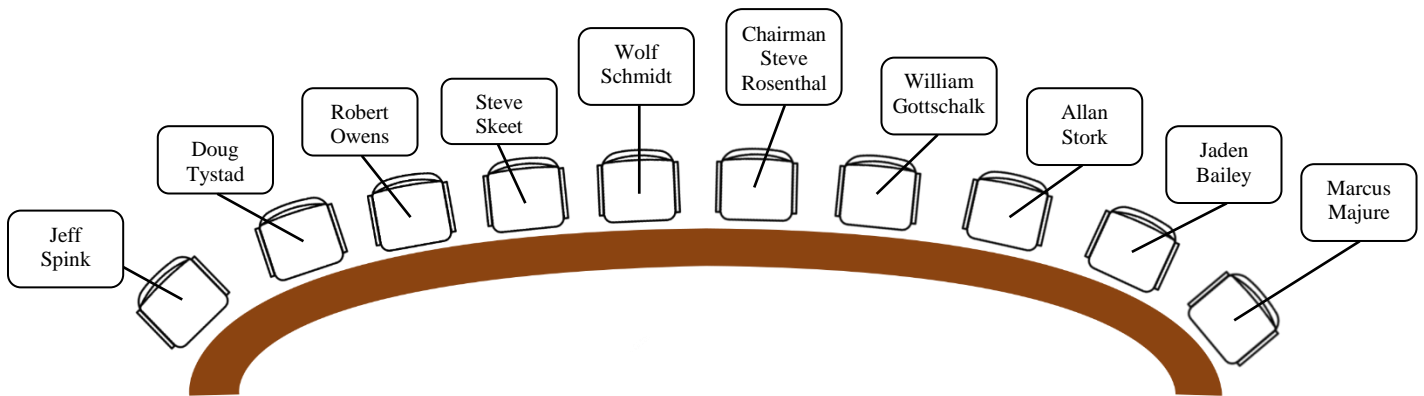 Jeff
Spink
Doug
Tystad
Robert
Owens
Steve
Skeet
Wolf
Schmidt
Chairman
Steve
Rosenthal
William
Gottschalk
Allan
Stork
Jaden
Bailey
Marcus
Majure